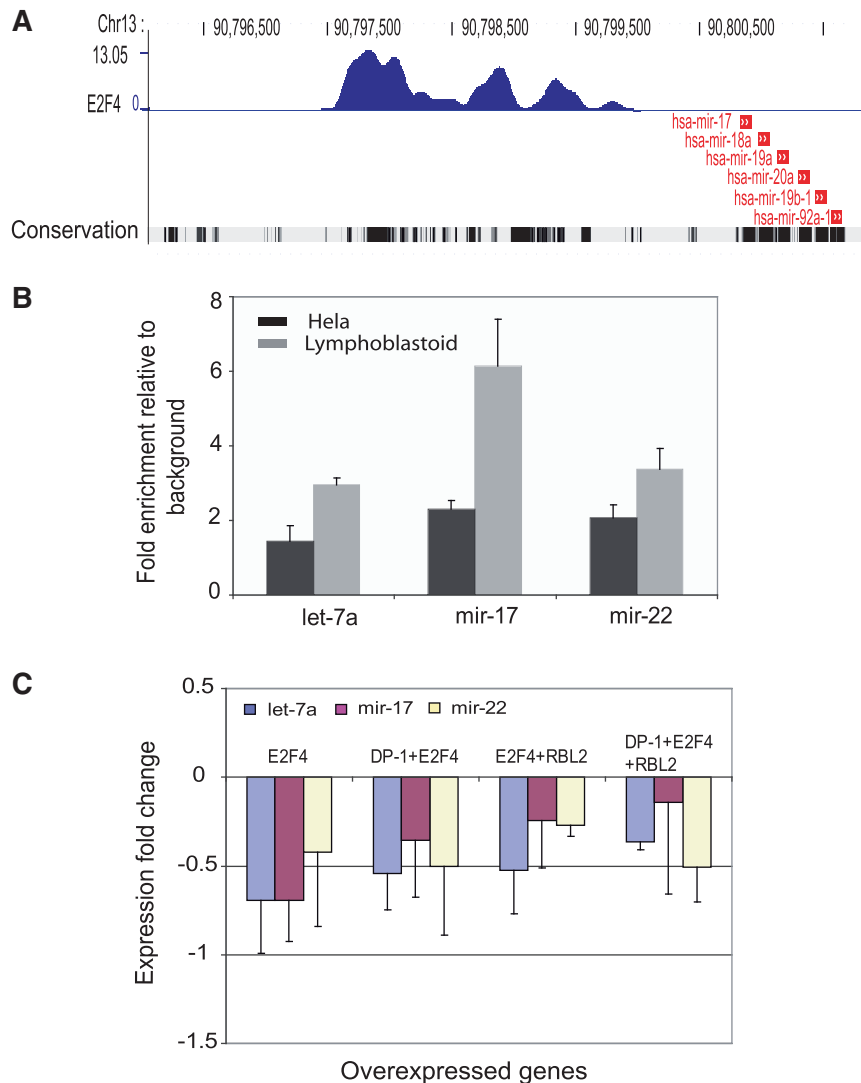 A
Chr13 : | 90,796,500 | 90,797,500 | 90,798,500 | 90,799,500 | 90,800,500 |
13.05
E2F4 0
hsa-mir-17
hsa-mir-18a
hsa-mir-19a
hsa-mir-20a
hsa-mir-19b-1
hsa-mir-92a-1
Conservation
B
Fold enrichment relative to
background
8
6
4
2
0
Hela
Lymphoblastoid
let-7a mir-17 mir-22
C
Expression fold change
0.5
0
-0.5
-1
-1.5
let-7a mir-17 mir-22
E2F4 DP-1+E2F4 E2F4+RBL2 DP-1+E2F4
+RBL2
Overexpressed genes